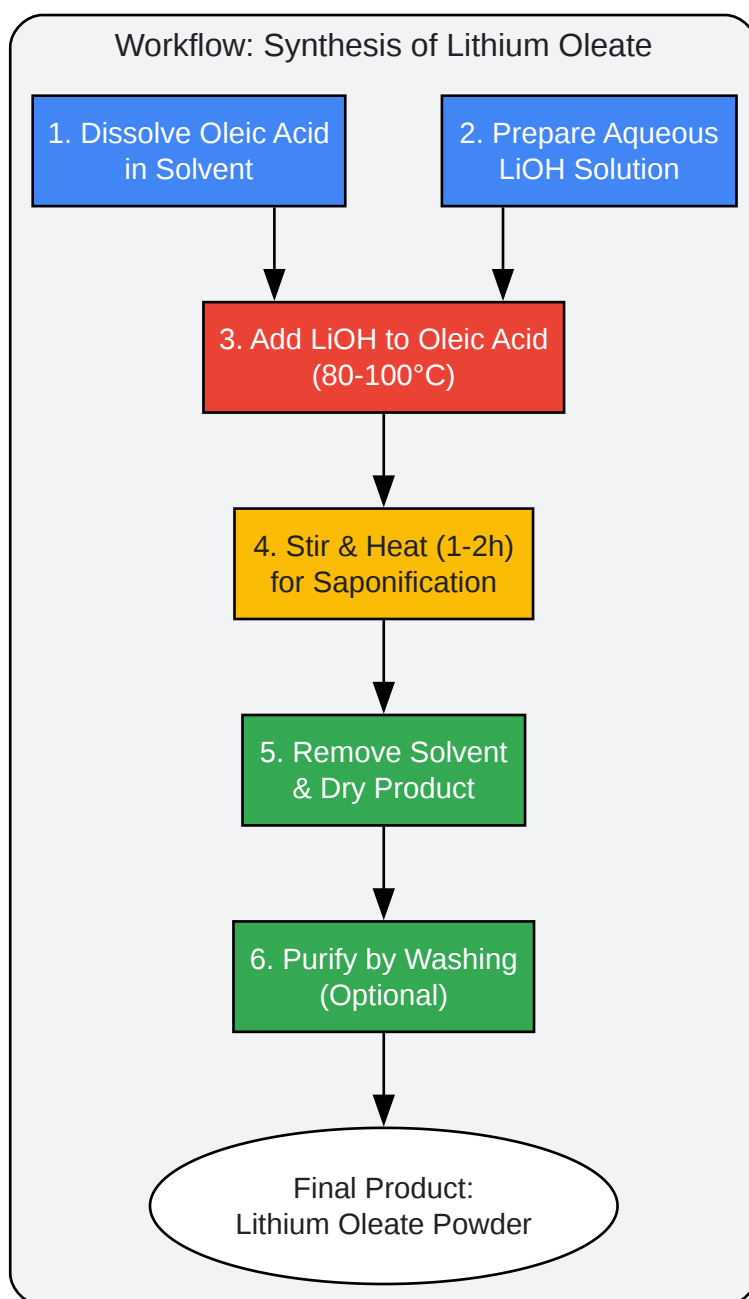 Workflow: Synthesis of Lithium Oleate
1. Dissolve Oleic Acid
in Solvent
2. Prepare Aqueous
LiOH Solution
3. Add LiOH to Oleic Acid
(80-100°C)
4. Stir & Heat (1-2h)
for Saponification
5. Remove Solvent
& Dry Product
6. Purify by Washing
(Optional)
Final Product:
Lithium Oleate Powder